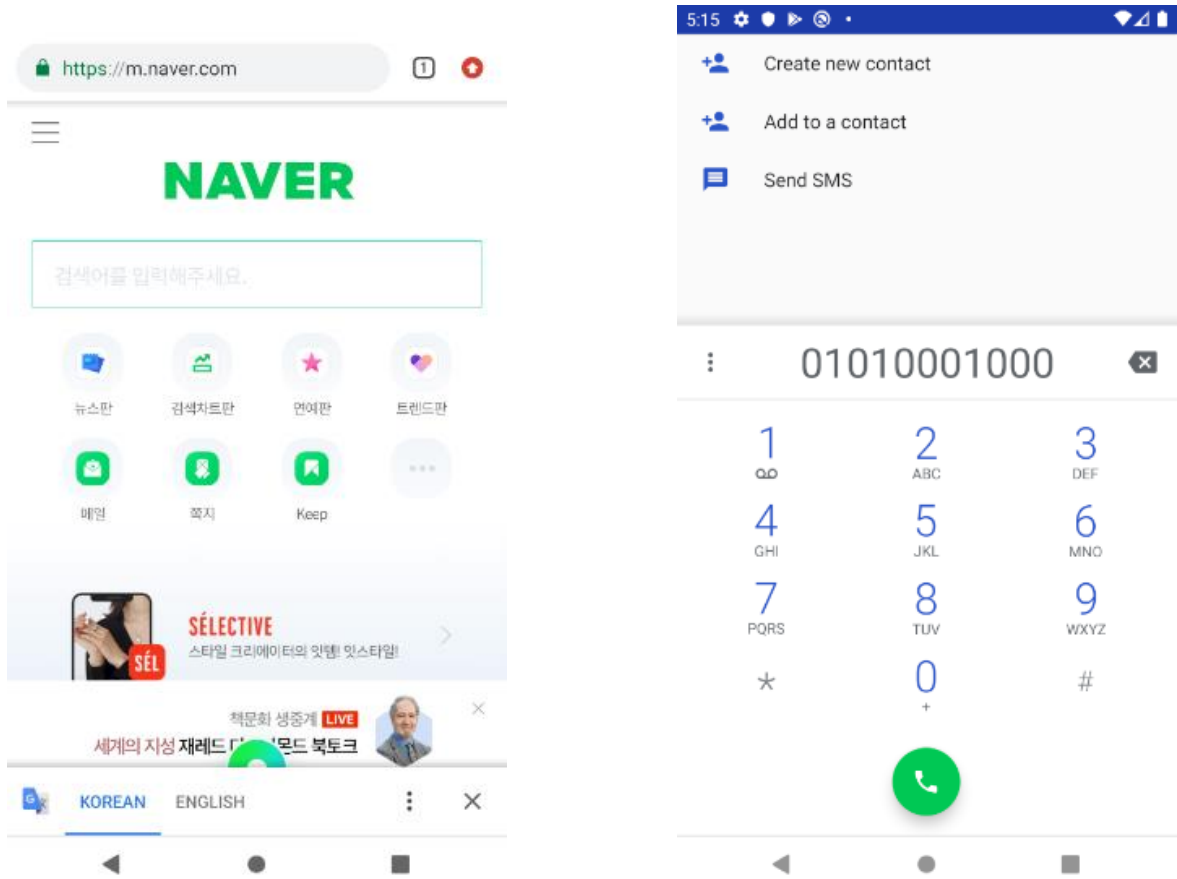 https://m.naver.com
1
NAVER
검색어를 입력해주세요.
뉴스판
검색차트판
연예판
트렌드판
메일
쪽지
Keep
SÉLECTIVE
스타일 크리에이터의 잇템! 잇스타일!
SÉL
책문화 생중계 LIVE
세계의 지성 재레드 다 몬드 북토크
KOREAN ENGLISH
5:15
Create new contact
Add to a contact
Send SMS
01010001000
1 2 3
ABC DEF
4 5 6
GHI JKL MNO
7 8 9
PQRS TUV WXYZ
* 0 #
+